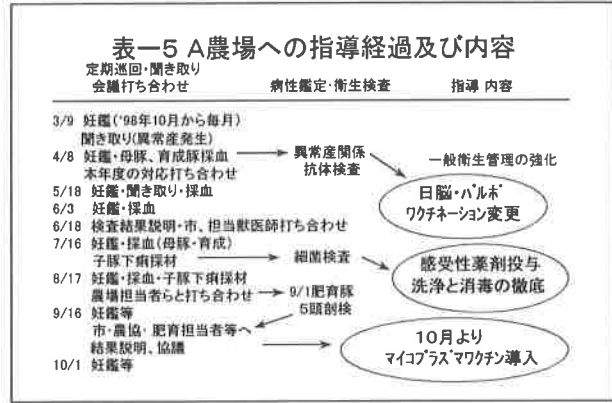 表ー5 A農場への指導経過及び内容
定期巡回・聞き取り
会議打ち合わせ 病性鑑定・衛生検査 指導 内容
3/9 妊鑑('98年10月から毎月)
聞き取り(異常産発生)
4/8 妊鑑・母豚、育成豚採血
本年度の対応打ち合わせ
異常産関係
抗体検査
一般衛生管理の強化
5/18 妊鑑・聞き取り・採血
6/3 妊鑑・採血
日脳・パルボ
ワクチネーション変更
6/18 検査結果説明・市、担当獣医師打ち合わせ
7/16 妊鑑・採血(母豚・育成)
子豚下痢採材
細菌検査
感受性薬剤投与
洗浄と消毒の徹底
8/17 妊鑑・採血・子豚下痢採材
農場担当者らと打ち合わせ
9/1肥育豚
5頭剖検
9/16 妊鑑等
市・農協・肥育担当者等へ
結果説明、協議
10月より
マイコプラズマワクチン導入
10/1 妊鑑等